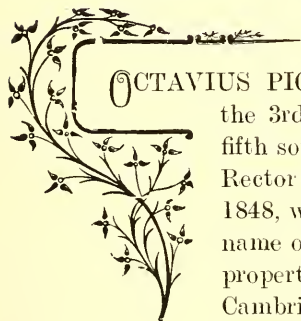 OCTAVIUS PIC
the 3rd
fifth so
Rector
1848, w
name o
propert
Cambri